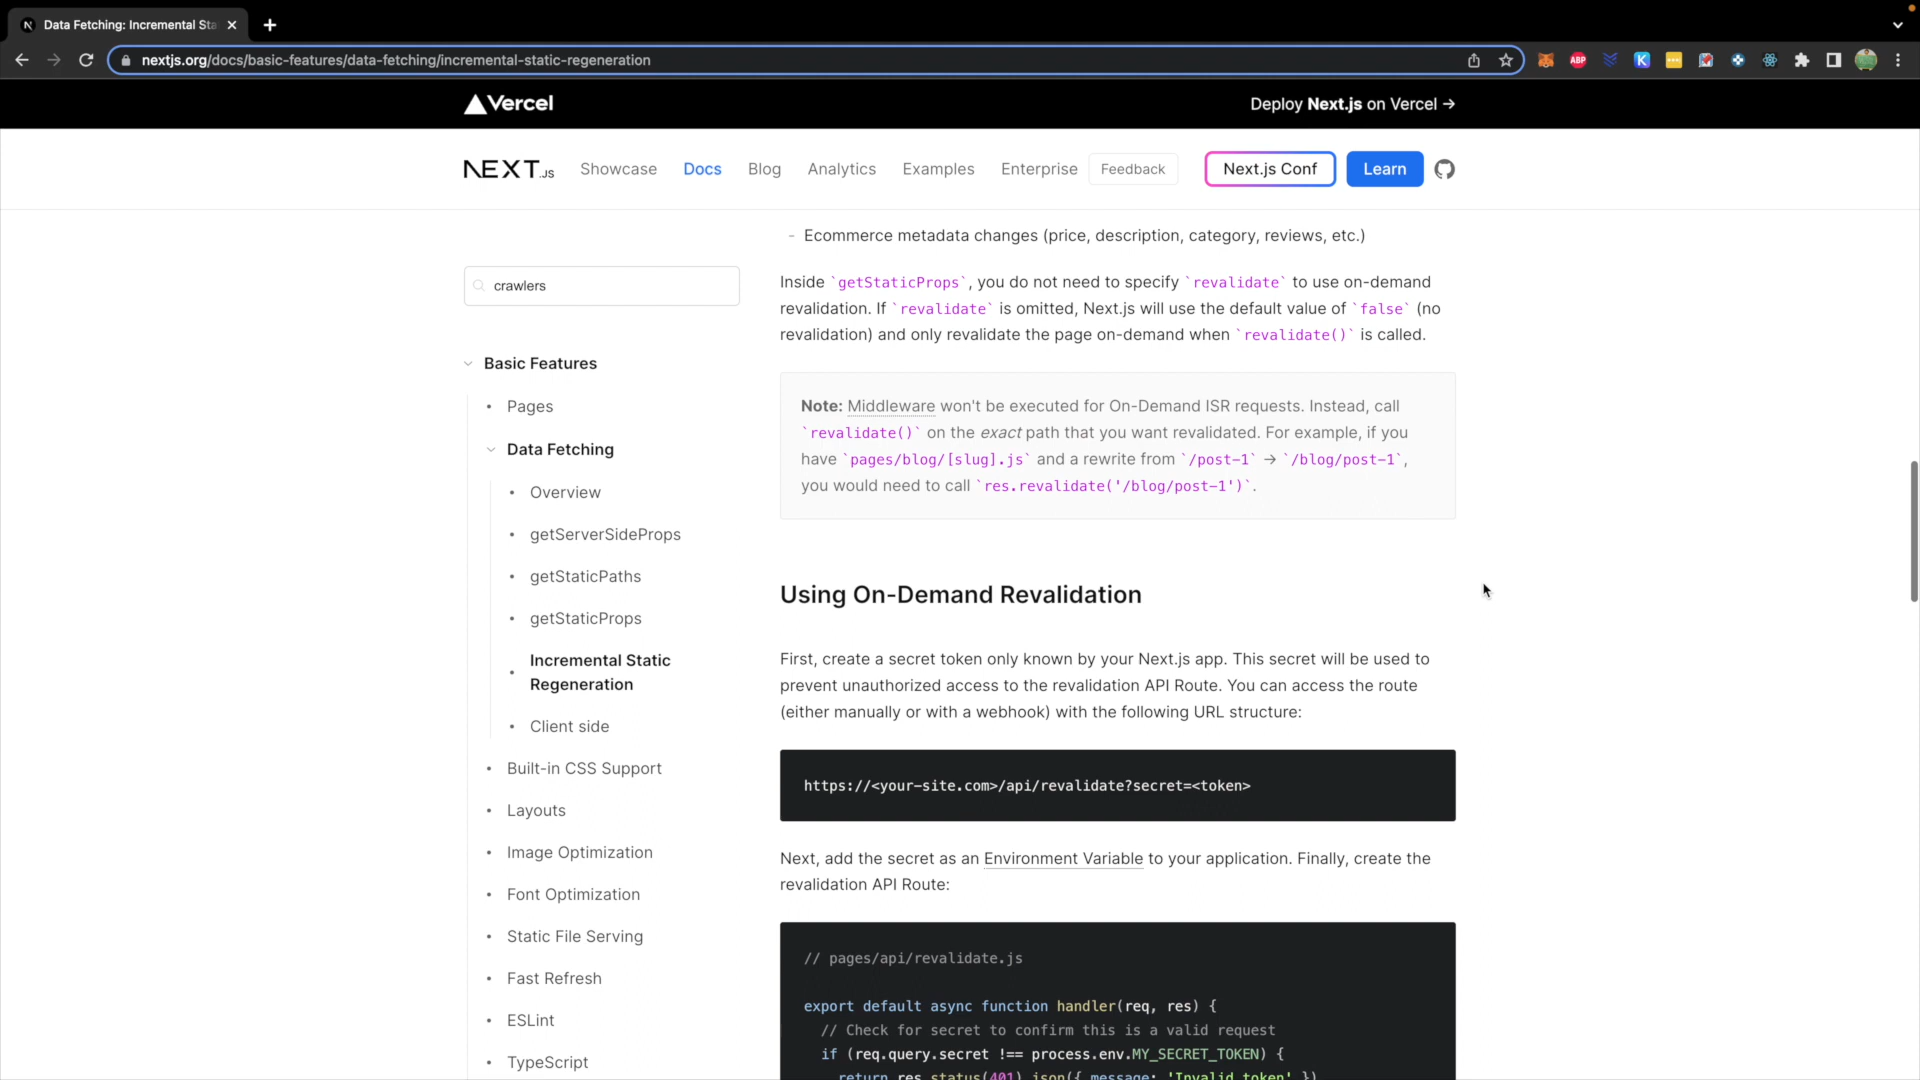 Data Fetching: Incremental Sta
nextjs.org/docs/basic-features/data-fetching/incremental-static-regeneration
ABP
K
Vercel
Deploy Next.js on Vercel →
NEXT.JS
Showcase
Docs
Blog
Analytics
Examples
Enterprise
Feedback
Next.js Conf
Learn
crawlers
Basic Features
• Pages
Data Fetching
• Overview
• getServerSideProps
• getStaticPaths
• getStaticProps
• Incremental Static
Regeneration
• Client side
• Built-in CSS Support
• Layouts
• Image Optimization
• Font Optimization
• Static File Serving
• Fast Refresh
• ESLint
• TypeScript
- Ecommerce metadata changes (price, description, category, reviews, etc.)
Inside `getStaticProps`, you do not need to specify `revalidate` to use on-demand
revalidation. If `revalidate` is omitted, Next.js will use the default value of `false` (no
revalidation) and only revalidate the page on-demand when `revalidate()` is called.
Note: Middleware won't be executed for On-Demand ISR requests. Instead, call
`revalidate()` on the exact path that you want revalidated. For example, if you
have `pages/blog/[slug].js` and a rewrite from `/post-1` → `/blog/post-1`,
you would need to call `res.revalidate('/blog/post-1')`.
Using On-Demand Revalidation
First, create a secret token only known by your Next.js app. This secret will be used to
prevent unauthorized access to the revalidation API Route. You can access the route
(either manually or with a webhook) with the following URL structure:
https://<your-site.com>/api/revalidate?secret=<token>
Next, add the secret as an Environment Variable to your application. Finally, create the
revalidation API Route:
// pages/api/revalidate.js
export default async function handler(req, res) {
// Check for secret to confirm this is a valid request
if (req.query.secret !== process.env.MY_SECRET_TOKEN) {
return res.status(401).json({ message: 'Invalid token' })